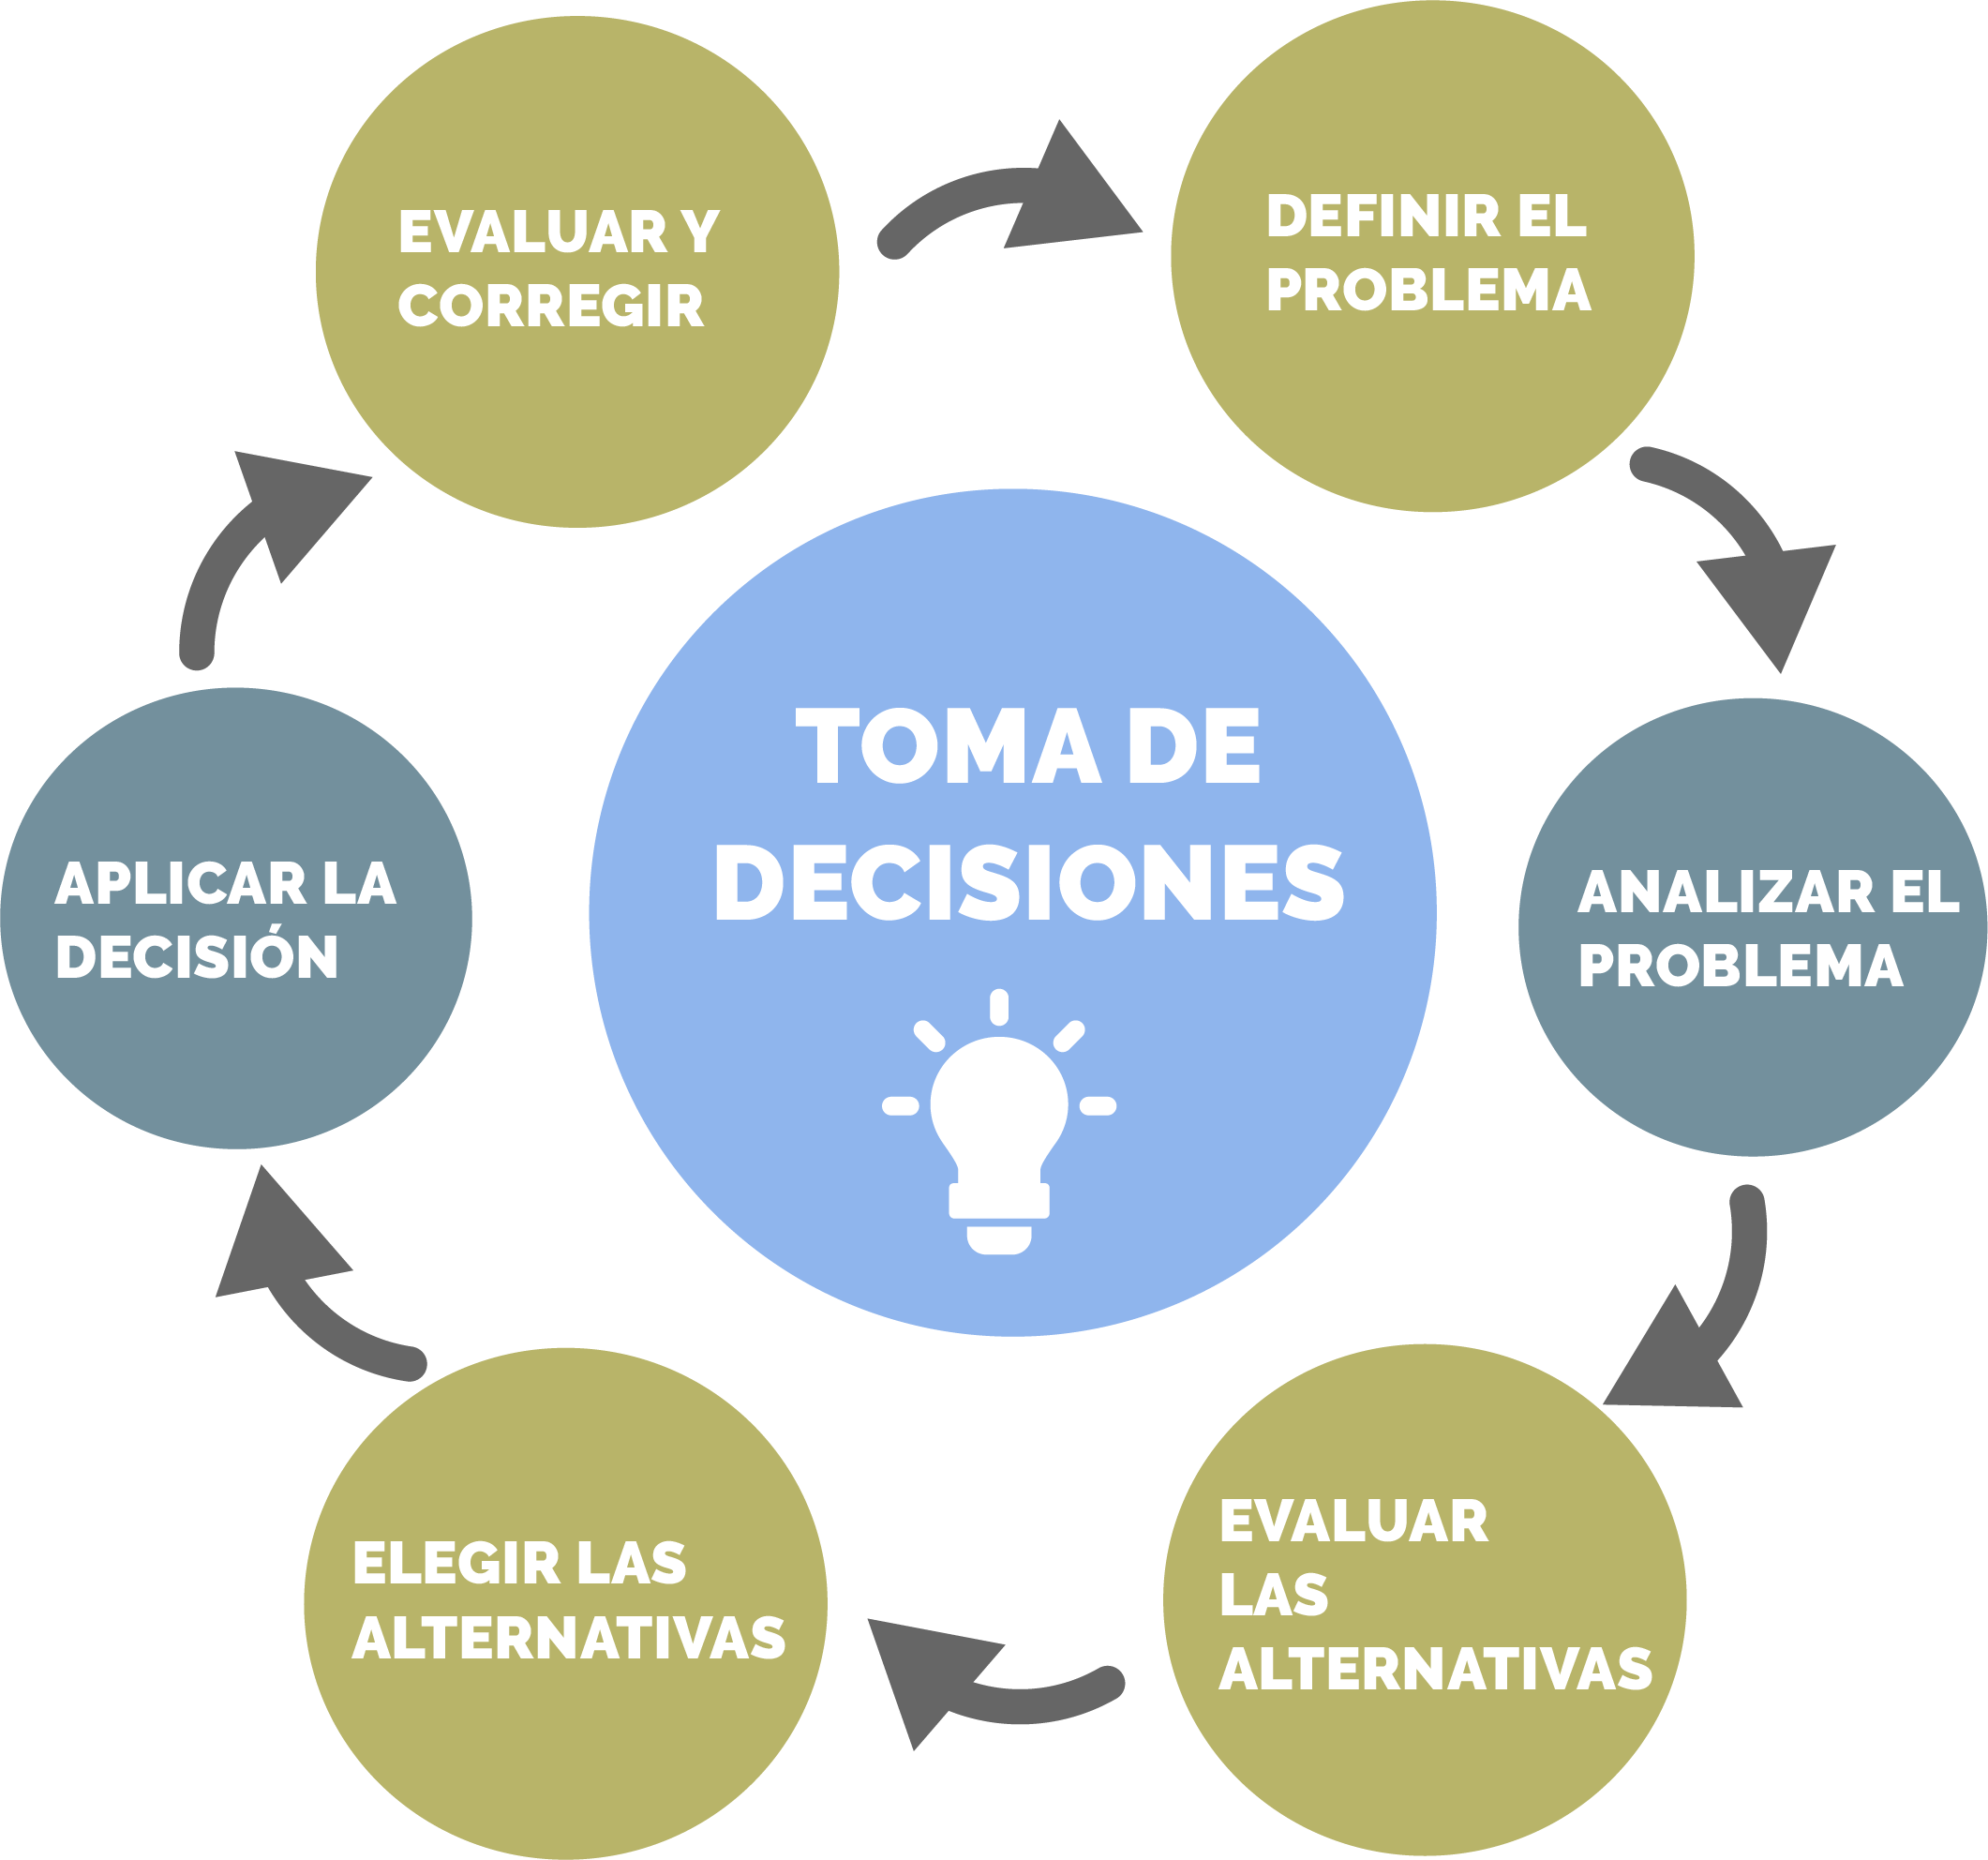 EVALUAR Y
CORREGIR
DEFINIR EL
PROBLEMA
TOMA DE
DECISIONES
APLICAR LA
DECISIÓN
ANALIZAR EL
PROBLEMA
ELEGIR LAS
ALTERNATIVAS
EVALUAR
LAS
ALTERNATIVAS